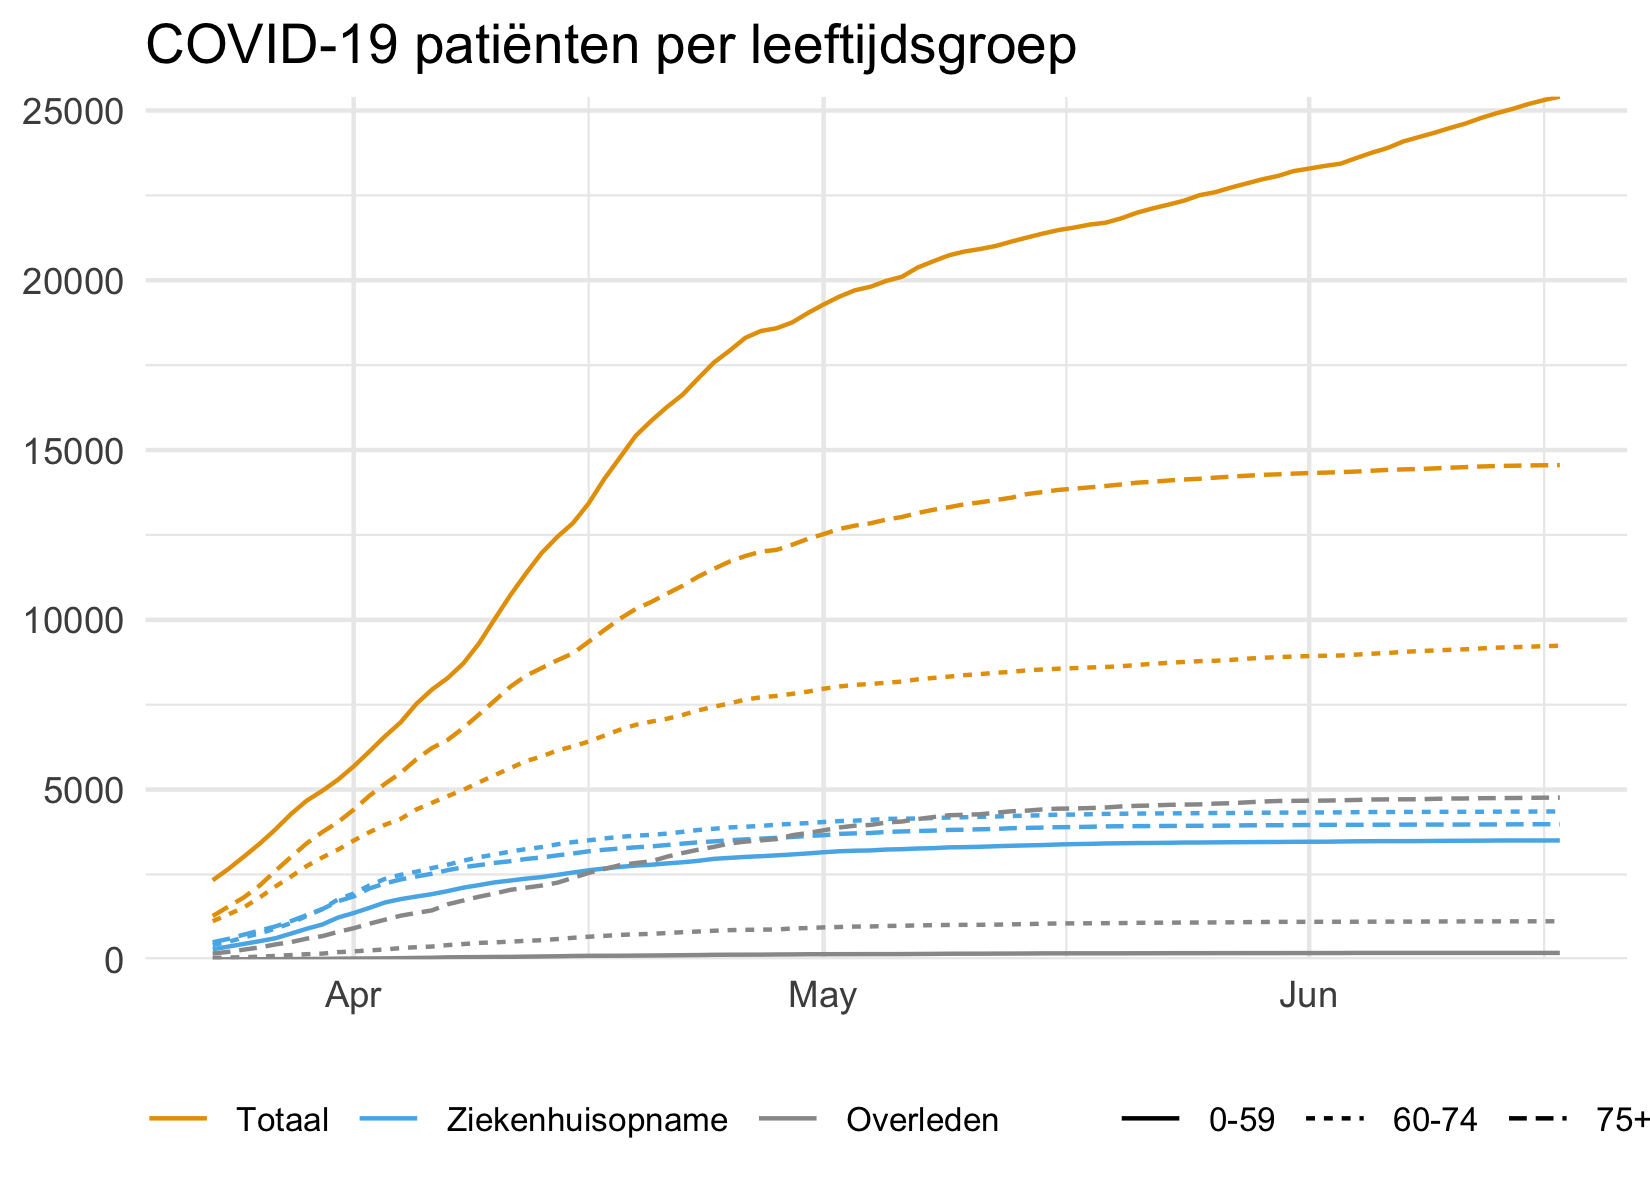 COVID-19 patiënten per leeftijdsgroep
25000
20000
15000
10000
5000
0
Apr May Jun
Totaal Ziekenhuisopname Overleden 0-59 60-74 75+